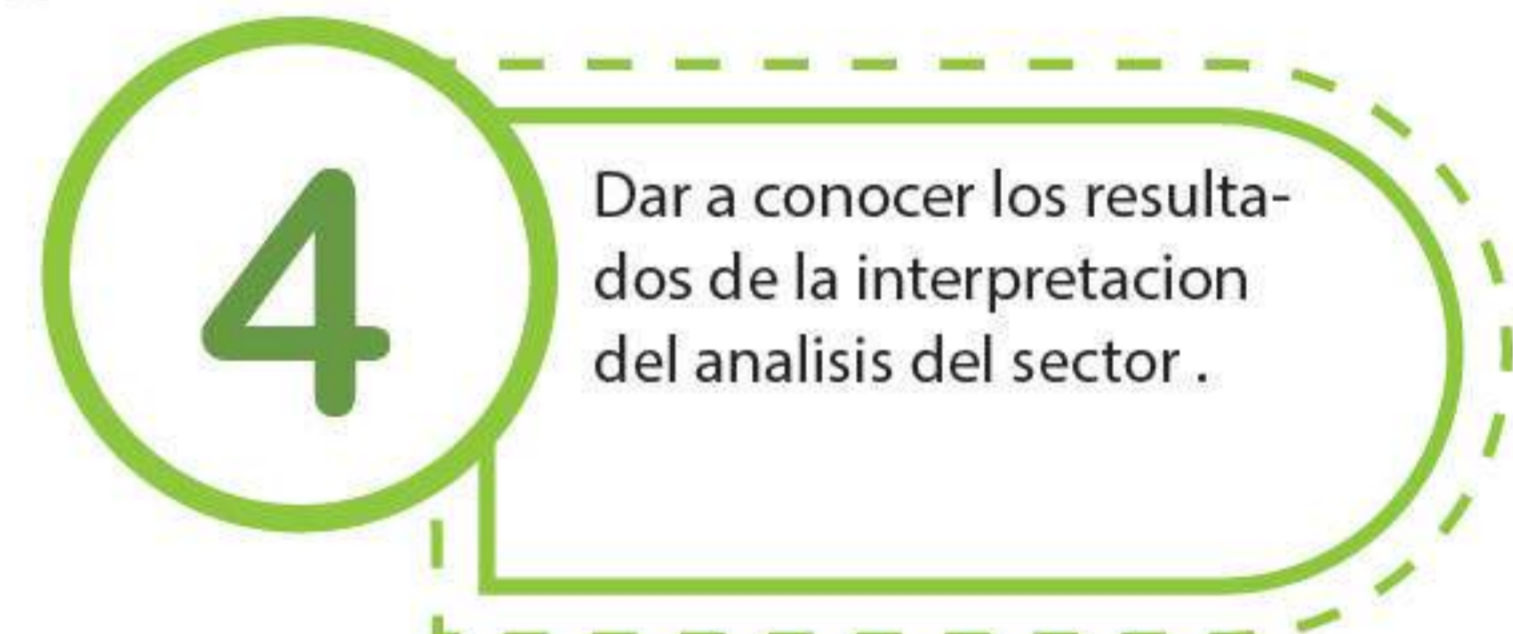 4
Dar a conocer los resulta-
dos de la interpretacion
del analisis del sector .